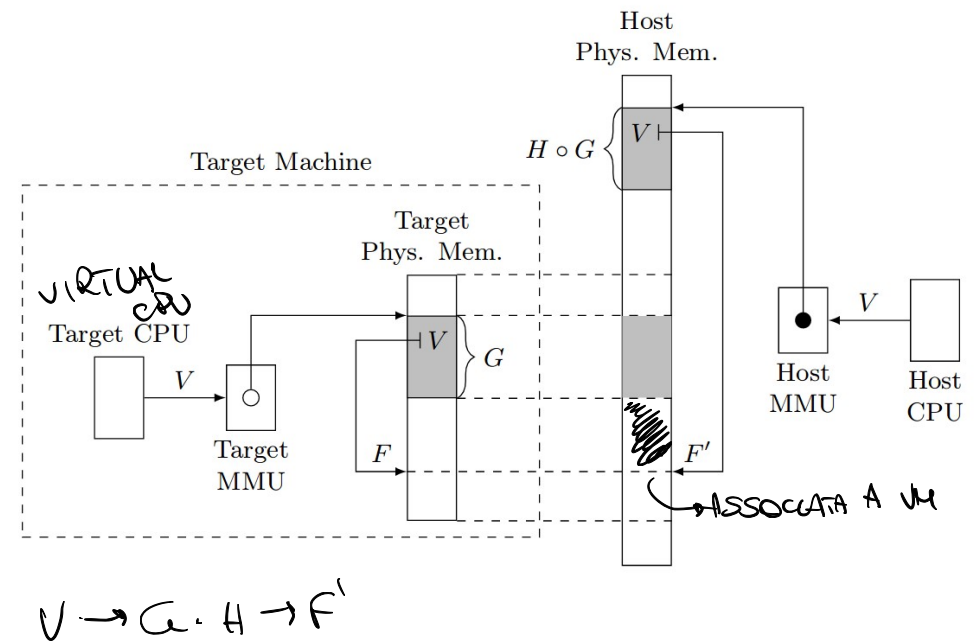 Host
Phys. Mem.
V
H ∘ G
Target Machine
Target
Phys. Mem.
VIRTUAL
CPU
Target CPU
V
V
G
V
Host
MMU
Host
CPU
Target
MMU
F
F'
ASSOCIATA A VM
V → G · H → F'